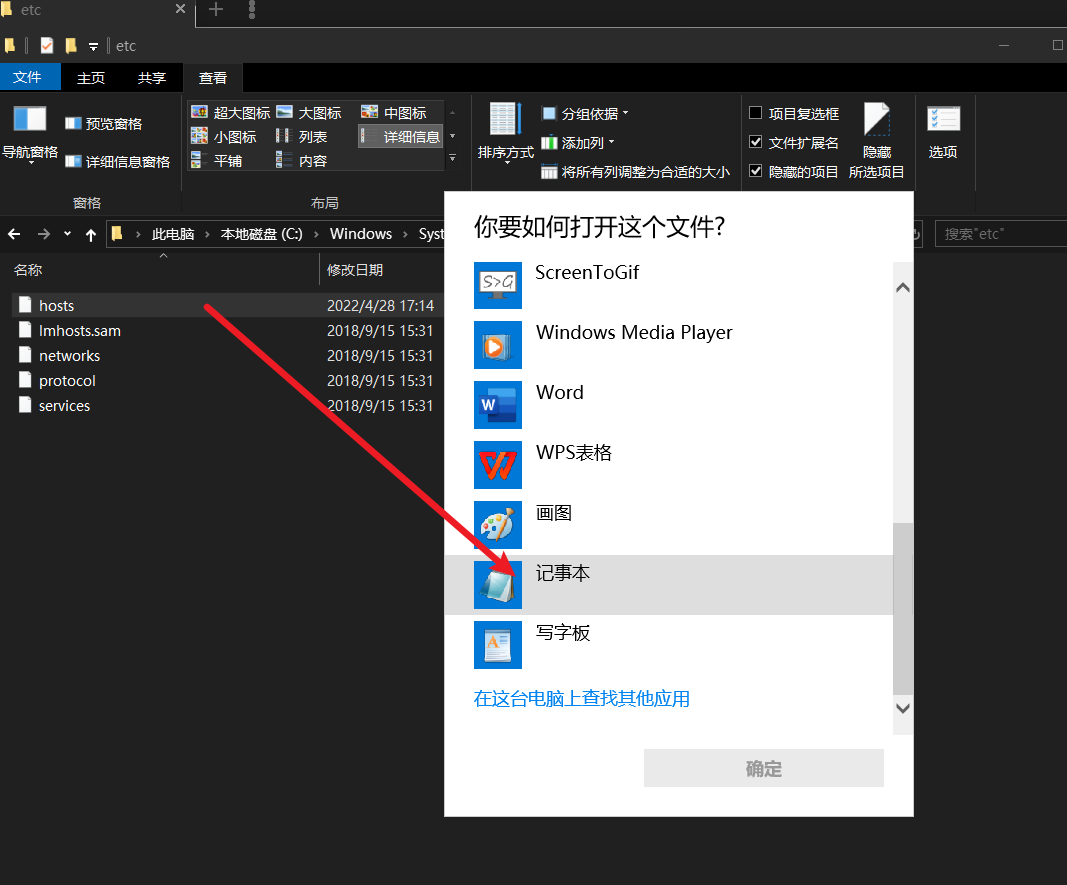 etc
etc
文件 主页 共享 查看
导航窗格
预览窗格
详细信息窗格
窗格
超大图标 大图标 中图标
小图标 列表 详细信息
平铺 内容
布局
排序方式
分组依据
添加列
将所有列调整为合适的大小
项目复选框
文件扩展名
隐藏的项目
隐藏
所选项目
选项
此电脑 › 本地磁盘 (C:) › Windows › Syst
搜索"etc"
名称 修改日期
hosts 2022/4/28 17:14
lmhosts.sam 2018/9/15 15:31
networks 2018/9/15 15:31
protocol 2018/9/15 15:31
services 2018/9/15 15:31
你要如何打开这个文件?
S>G
ScreenToGif
Windows Media Player
W
Word
WPS表格
画图
记事本
A
写字板
在这台电脑上查找其他应用
确定